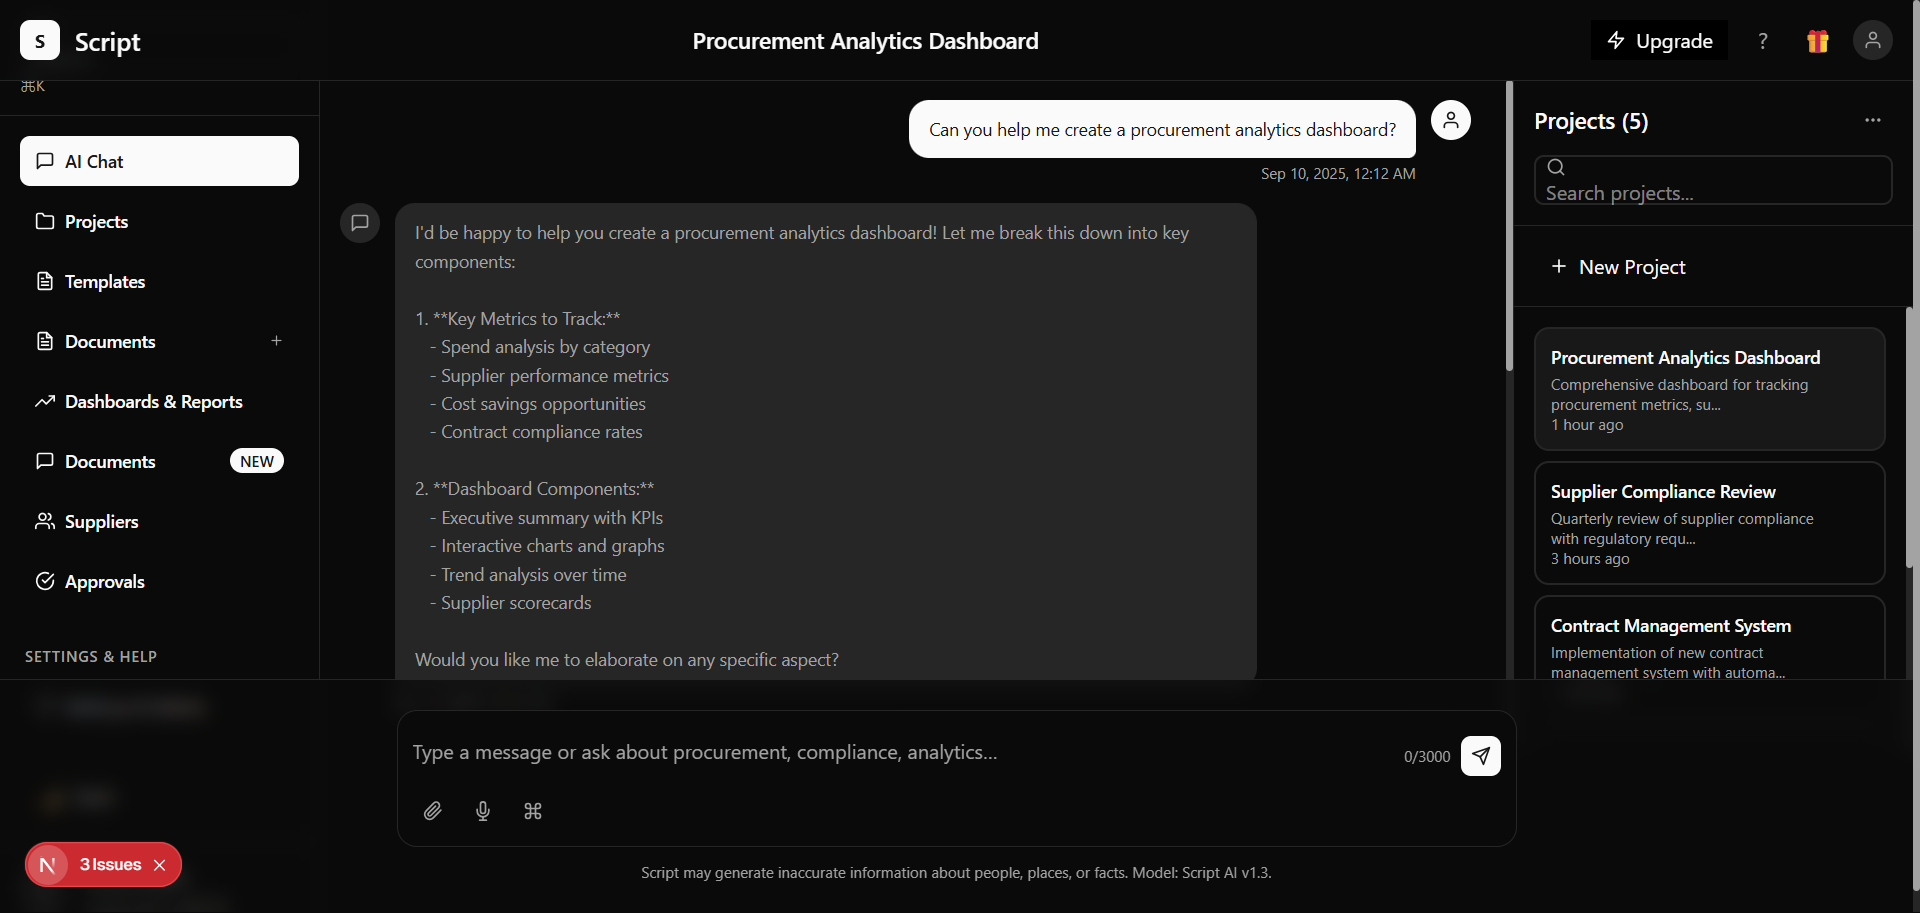 S Script
Procurement Analytics Dashboard
Upgrade ?
⌘K
AI Chat
Projects
Templates
Documents +
Dashboards & Reports
Documents NEW
Suppliers
Approvals
SETTINGS & HELP
N 3 Issues ×
Can you help me create a procurement analytics dashboard?
Sep 10, 2025, 12:12 AM
I'd be happy to help you create a procurement analytics dashboard! Let me break this down into key
components:
1. **Key Metrics to Track:**
- Spend analysis by category
- Supplier performance metrics
- Cost savings opportunities
- Contract compliance rates
2. **Dashboard Components:**
- Executive summary with KPIs
- Interactive charts and graphs
- Trend analysis over time
- Supplier scorecards
Would you like me to elaborate on any specific aspect?
Type a message or ask about procurement, compliance, analytics...
0/3000
⌘
Script may generate inaccurate information about people, places, or facts. Model: Script AI v1.3.
Projects (5) ...
Search projects...
+ New Project
Procurement Analytics Dashboard
Comprehensive dashboard for tracking
procurement metrics, su...
1 hour ago
Supplier Compliance Review
Quarterly review of supplier compliance
with regulatory requ...
3 hours ago
Contract Management System
Implementation of new contract
management system with automa...